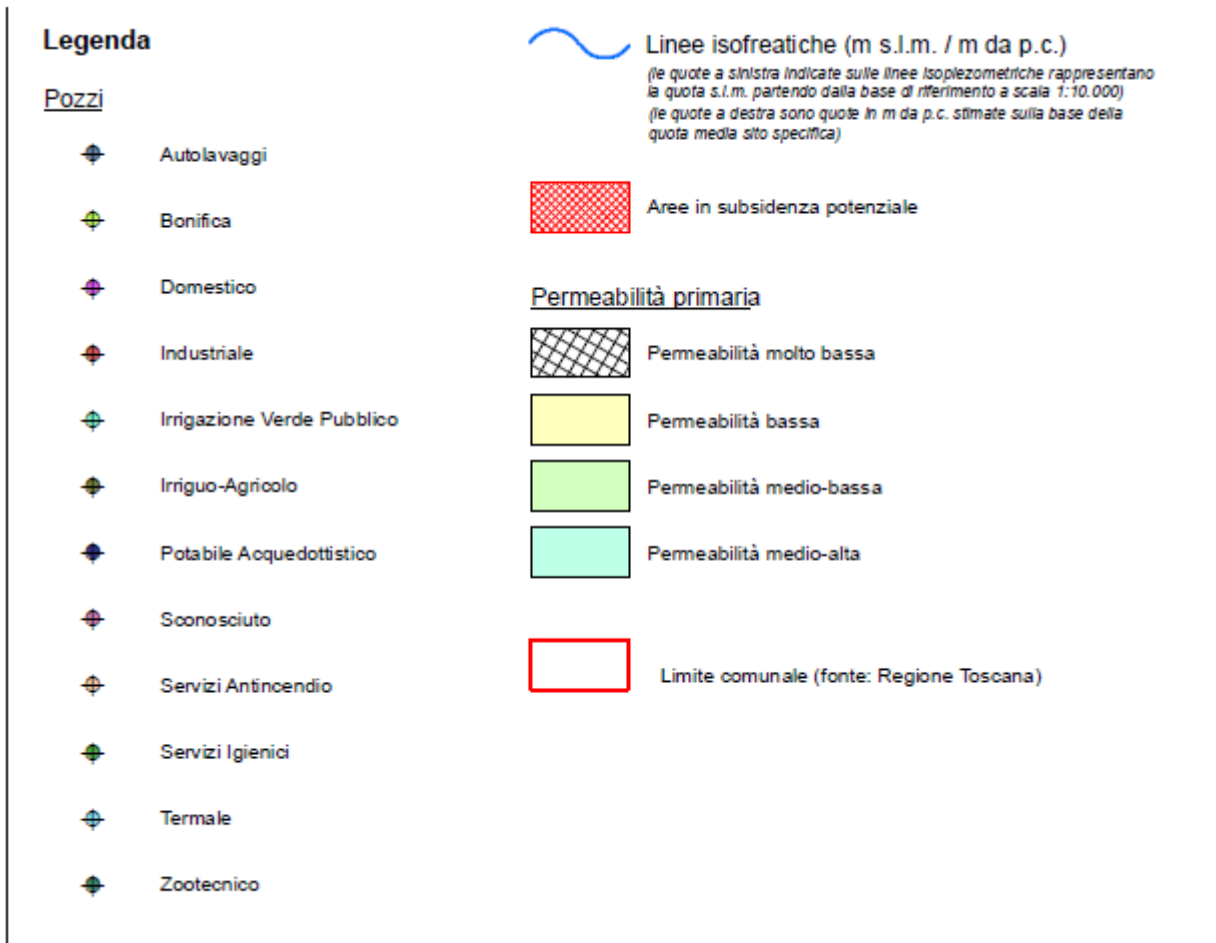 Legenda
Pozzi
Autolavaggi
Bonifica
Domestico
Industriale
Irrigazione Verde Pubblico
Irriguo-Agricolo
Potabile Acquedottistico
Sconosciuto
Servizi Antincendio
Servizi Igienici
Termale
Zootecnico
Linee isofreatiche (m s.l.m. / m da p.c.)
(le quote a sinistra indicate sulle linee isopiezometriche rappresentano
la quota s.l.m. partendo dalla base di riferimento a scala 1:10.000)
(le quote a destra sono quote in m da p.c. stimate sulla base della
quota media sito specifica)
Aree in subsidenza potenziale
Permeabilità primaria
Permeabilità molto bassa
Permeabilità bassa
Permeabilità medio-bassa
Permeabilità medio-alta
Limite comunale (fonte: Regione Toscana)